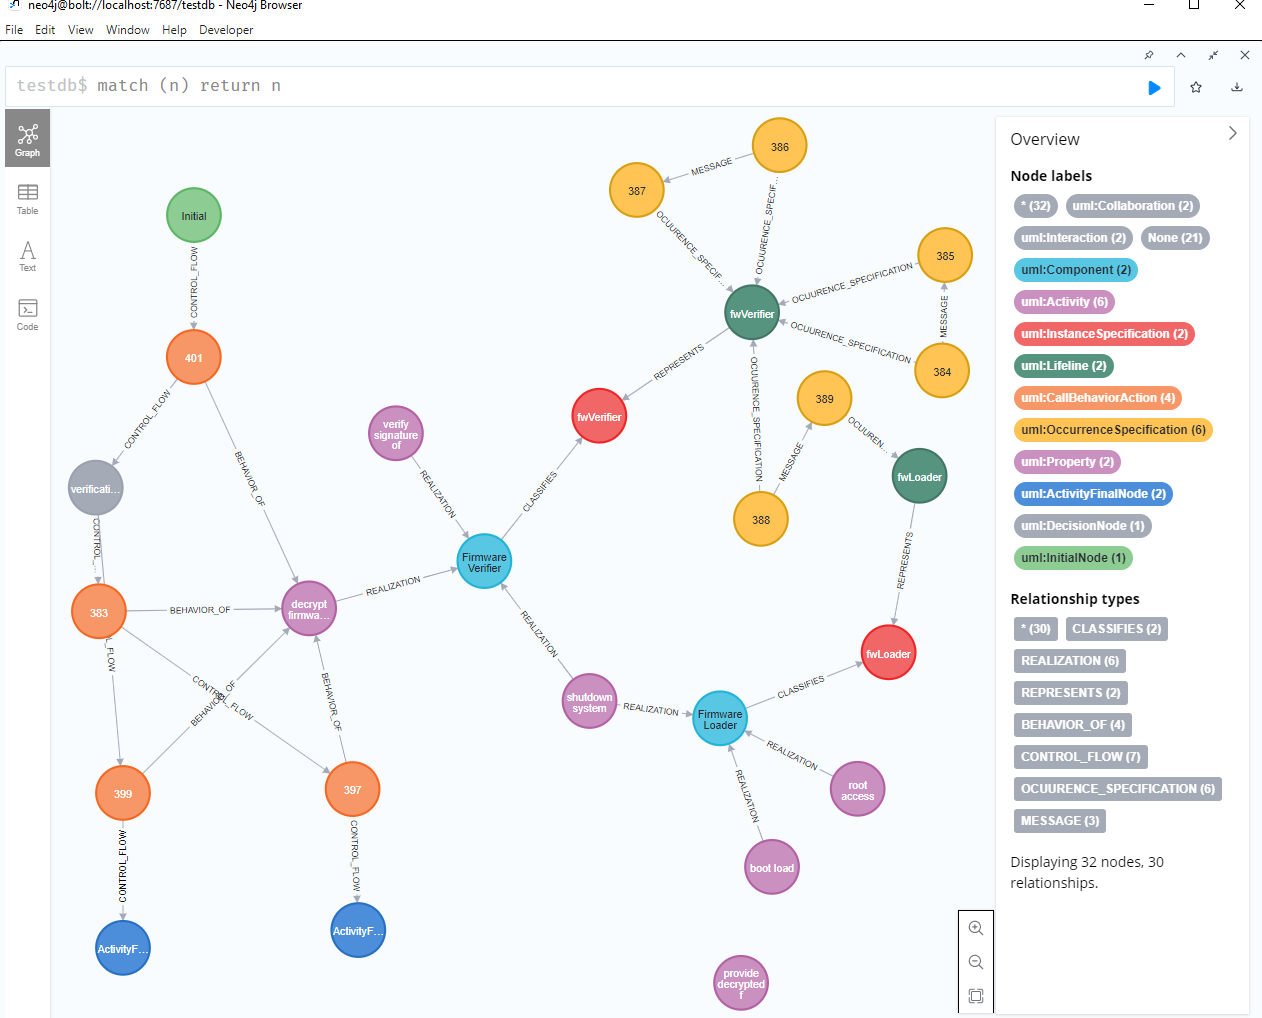 neo4j@bolt://localhost:7687/testdb - Neo4j Browser
File Edit View Window Help Developer
testdb$ match (n) return n
Graph
Table
Text
Code
Initial
CONTROL_FLOW
401
CONTROL_FLOW
BEHAVIOR_OF
verificati...
CONTROL_...
383
BEHAVIOR_OF
L_FLOW
CONTROL_FLOW
BEHAVIOR_OF
BEHAVIOR_OF
399
397
CONTROL_FLOW
CONTROL_FLOW
ActivityF...
ActivityF...
verify
signature
of
REALIZATION
decrypt
firmwa...
REALIZATION
Firmware
Verifier
CLASSIFIES
REALIZATION
shutdown
system
REALIZATION
Firmware
Loader
CLASSIFIES
REALIZATION
REALIZATION
root
access
boot load
provide
decrypted
f
386
MESSAGE
387
OCUURENCE_SPECIF...
OCUURENCE_SPECIF...
385
OCUURENCE_SPECIFICATION
MESSAGE
fwVerifier
OCUURENCE_SPECIFICATION
384
REPRESENTS
OCUURENCE_SPECIFICATION
fwVerifier
389
OCUUREN...
MESSAGE
388
fwLoader
REPRESENTS
fwLoader
Overview
Node labels
* (32) uml:Collaboration (2)
uml:Interaction (2) None (21)
uml:Component (2)
uml:Activity (6)
uml:InstanceSpecification (2)
uml:Lifeline (2)
uml:CallBehaviorAction (4)
uml:OccurrenceSpecification (6)
uml:Property (2)
uml:ActivityFinalNode (2)
uml:DecisionNode (1)
uml:InitialNode (1)
Relationship types
* (30) CLASSIFIES (2)
REALIZATION (6)
REPRESENTS (2)
BEHAVIOR_OF (4)
CONTROL_FLOW (7)
OCUURENCE_SPECIFICATION (6)
MESSAGE (3)
Displaying 32 nodes, 30
relationships.